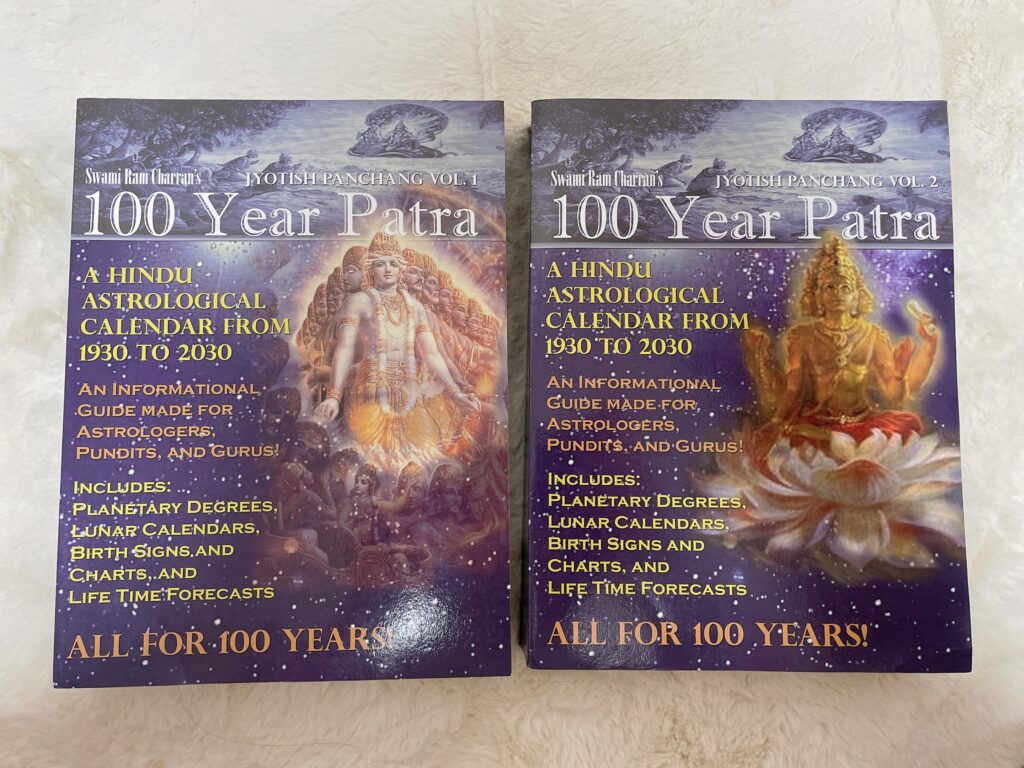 Swami Ram Charran's
JYOTISH PANCHANG VOL. 1
100 Year Patra
A HINDU
ASTROLOGICAL
CALENDAR FROM
1930 TO 2030
AN INFORMATIONAL
GUIDE MADE FOR
ASTROLOGERS,
PUNDITS, AND GURUS!
INCLUDES:
PLANETARY DEGREES,
LUNAR CALENDARS,
BIRTH SIGNS AND
CHARTS, AND
LIFE TIME FORECASTS
ALL FOR 100 YEARS!
Swami Ram Charran's
JYOTISH PANCHANG VOL. 2
100 Year Patra
A HINDU
ASTROLOGICAL
CALENDAR FROM
1930 TO 2030
AN INFORMATIONAL
GUIDE MADE FOR
ASTROLOGERS,
PUNDITS, AND GURUS!
INCLUDES:
PLANETARY DEGREES,
LUNAR CALENDARS,
BIRTH SIGNS AND
CHARTS, AND
LIFE TIME FORECASTS
ALL FOR 100 YEARS!